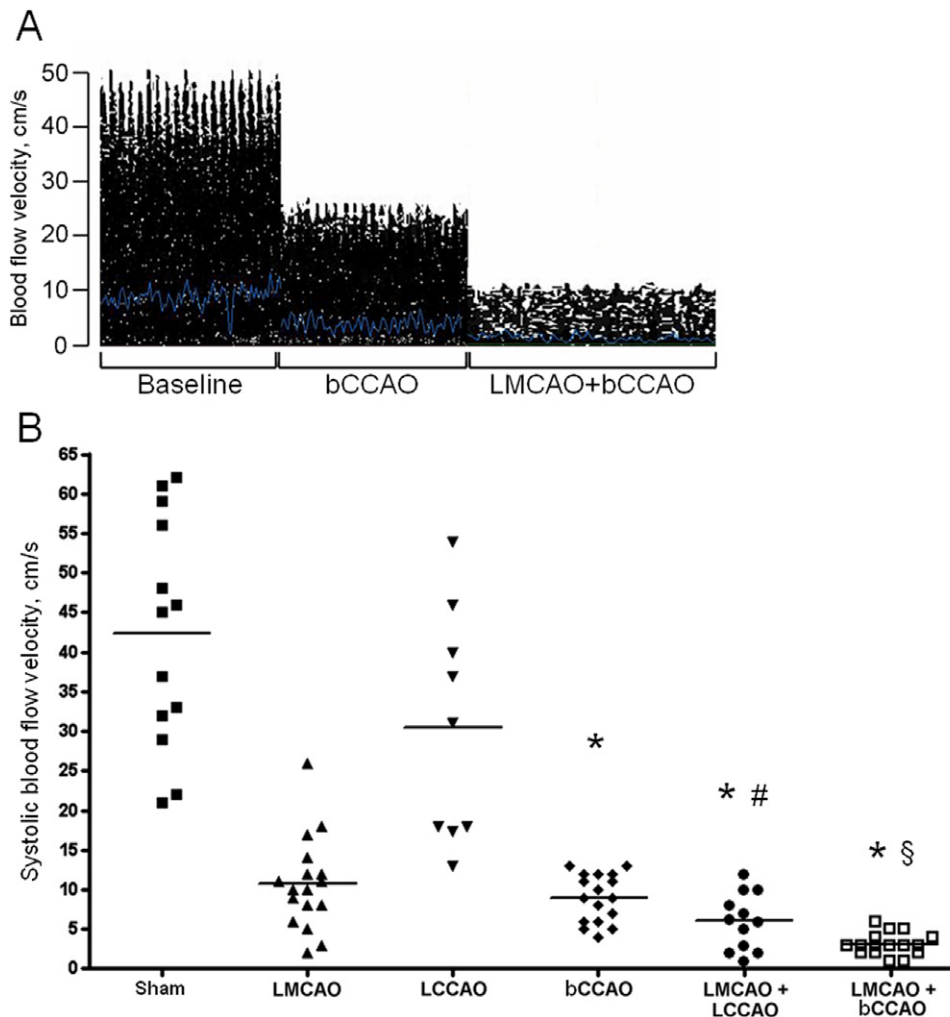 A
Blood flow velocity, cm/s
50
40
30
20
10
0
Baseline
bCCAO
LMCAO+bCCAO
B
Systolic blood flow velocity, cm/s
65
60
55
50
45
40
35
30
25
20
15
10
5
0
*
* #
* §
Sham
LMCAO
LCCAO
bCCAO
LMCAO +
LCCAO
LMCAO +
bCCAO